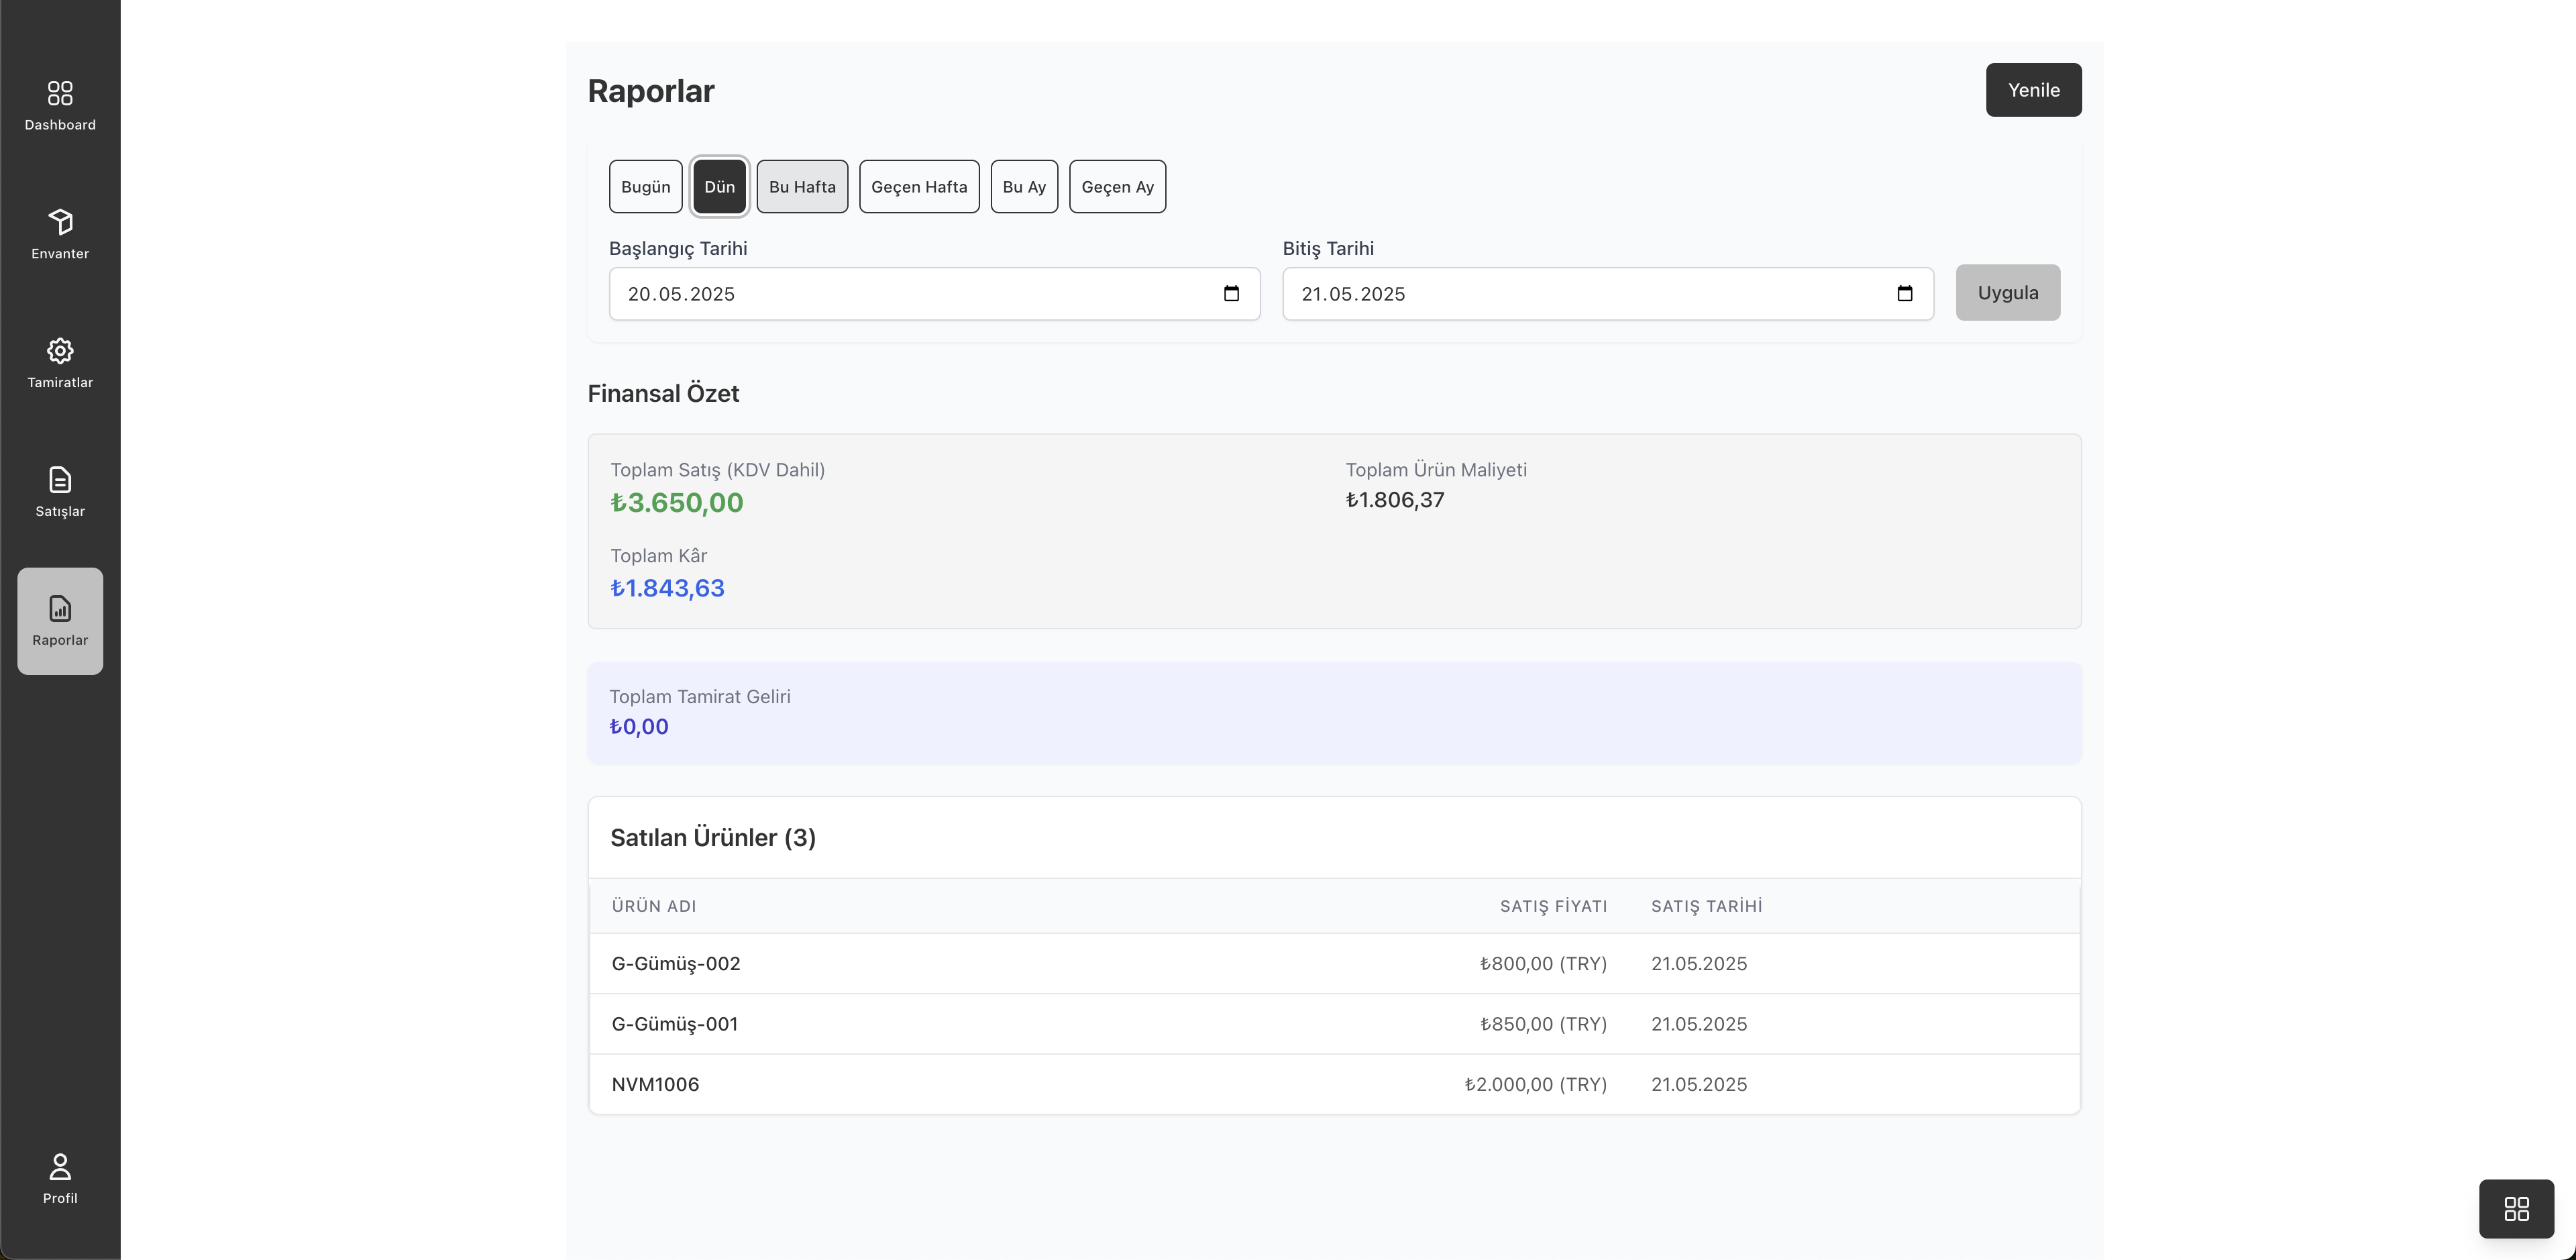 Dashboard
Envanter
Tamiratlar
Satışlar
Raporlar
Profil
Raporlar
Yenile
Bugün Dün Bu Hafta Geçen Hafta Bu Ay Geçen Ay
Başlangıç Tarihi Bitiş Tarihi
20.05.2025 21.05.2025 Uygula
Finansal Özet
Toplam Satış (KDV Dahil) Toplam Ürün Maliyeti
₺3.650,00 ₺1.806,37
Toplam Kâr
₺1.843,63
Toplam Tamirat Geliri
₺0,00
Satılan Ürünler (3)
ÜRÜN ADI SATIŞ FİYATI SATIŞ TARİHİ
G-Gümüş-002 ₺800,00 (TRY) 21.05.2025
G-Gümüş-001 ₺850,00 (TRY) 21.05.2025
NVM1006 ₺2.000,00 (TRY) 21.05.2025